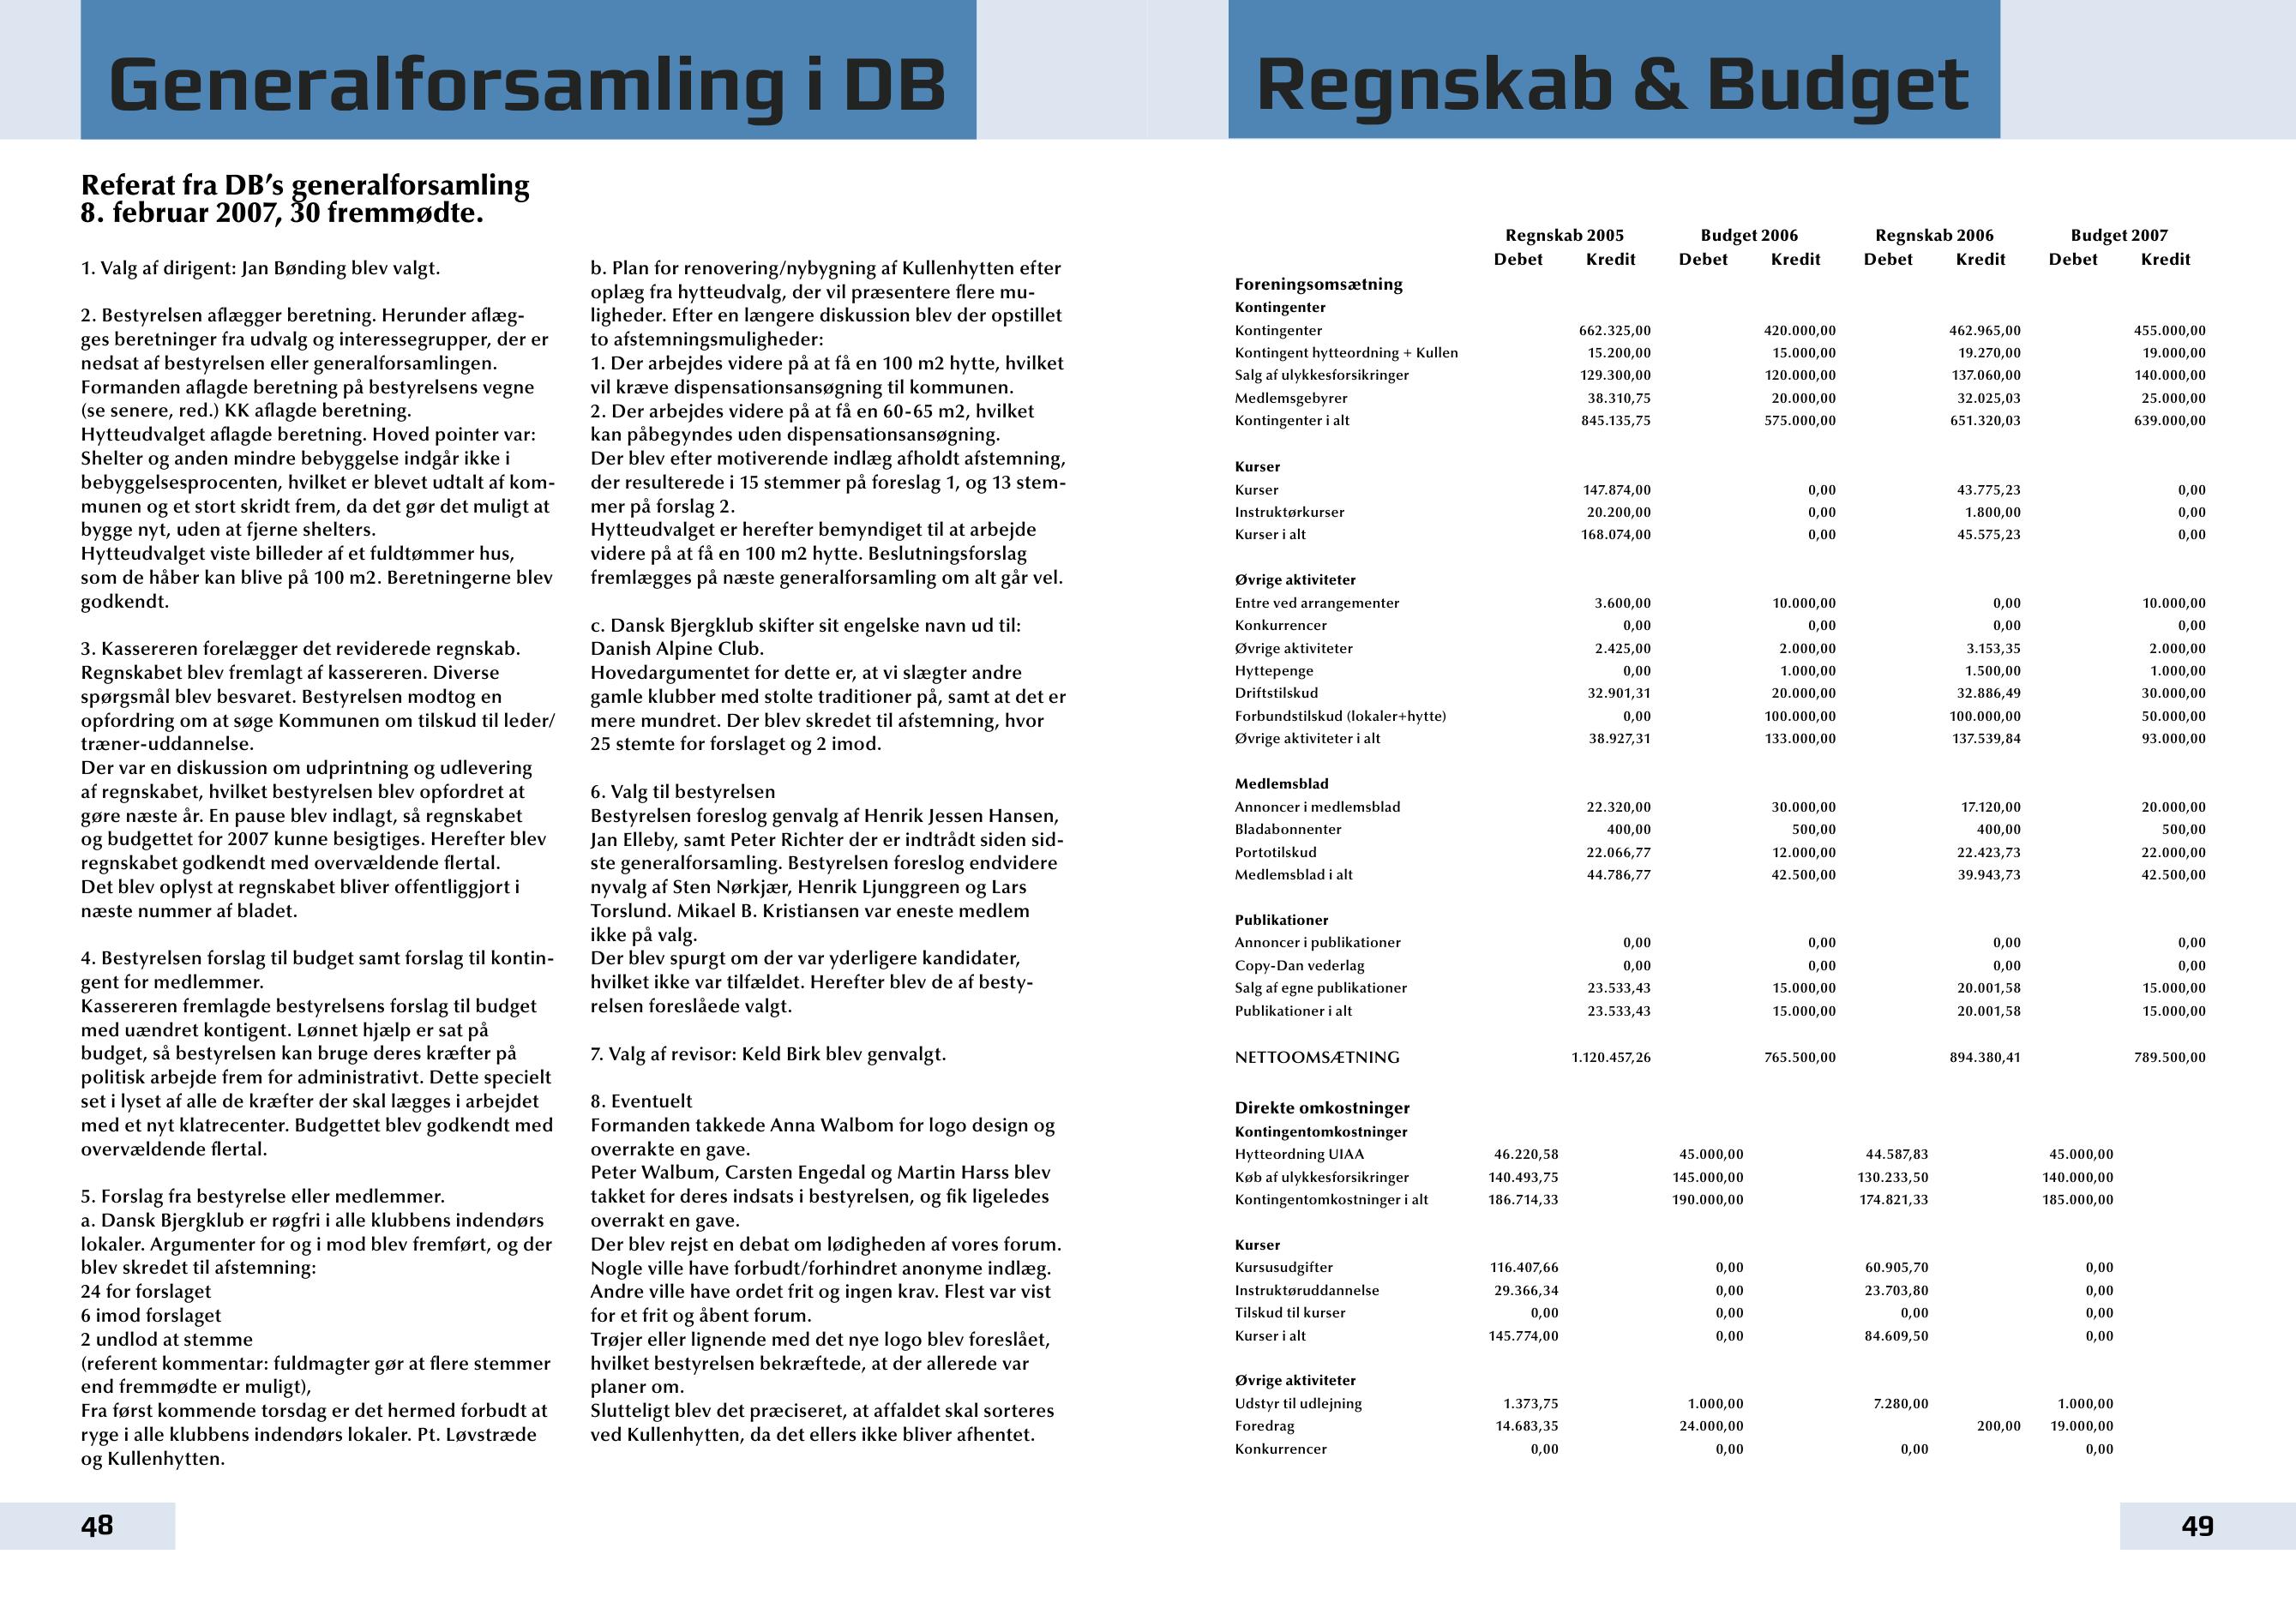 Generalforsamling i DB
Referat fra DB’s generalforsamling
8. februar 2007, 30 fremmødte.
1. Valg af dirigent: Jan Bønding blev valgt.
2. Bestyrelsen aflægger beretning. Herunder aflæg-
ges beretninger fra udvalg og interessegrupper, der er
nedsat af bestyrelsen eller generalforsamlingen.
Formanden aflagde beretning på bestyrelsens vegne
(se senere, red.) KK aflagde beretning.
Hytteudvalget aflagde beretning. Hoved pointer var:
Shelter og anden mindre bebyggelse indgår ikke i
bebyggelsesprocenten, hvilket er blevet udtalt af kom-
munen og et stort skridt frem, da det gør det muligt at
bygge nyt, uden at fjerne shelters.
Hytteudvalget viste billeder af et fuldtømmer hus,
som de håber kan blive på 100 m2. Beretningerne blev
godkendt.
3. Kassereren forelægger det reviderede regnskab.
Regnskabet blev fremlagt af kassereren. Diverse
spørgsmål blev besvaret. Bestyrelsen modtog en
opfordring om at søge Kommunen om tilskud til leder/
træner-uddannelse.
Der var en diskussion om udprintning og udlevering
af regnskabet, hvilket bestyrelsen blev opfordret at
gøre næste år. En pause blev indlagt, så regnskabet
og budgettet for 2007 kunne besigtiges. Herefter blev
regnskabet godkendt med overvældende flertal.
Det blev oplyst at regnskabet bliver offentliggjort i
næste nummer af bladet.
4. Bestyrelsen forslag til budget samt forslag til kontin-
gent for medlemmer.
Kassereren fremlagde bestyrelsens forslag til budget
med uændret kontigent. Lønnet hjælp er sat på
budget, så bestyrelsen kan bruge deres kræfter på
politisk arbejde frem for administrativt. Dette specielt
set i lyset af alle de kræfter der skal lægges i arbejdet
med et nyt klatrecenter. Budgettet blev godkendt med
overvældende flertal.
5. Forslag fra bestyrelse eller medlemmer.
a. Dansk Bjergklub er røgfri i alle klubbens indendørs
lokaler. Argumenter for og i mod blev fremført, og der
blev skredet til afstemning:
24 for forslaget
6 imod forslaget
2 undlod at stemme
(referent kommentar: fuldmagter gør at flere stemmer
end fremmødte er muligt),
Fra først kommende torsdag er det hermed forbudt at
ryge i alle klubbens indendørs lokaler. Pt. Løvstræde
og Kullenhytten.
b. Plan for renovering/nybygning af Kullenhytten efter
oplæg fra hytteudvalg, der vil præsentere flere mu-
ligheder. Efter en længere diskussion blev der opstillet
to afstemningsmuligheder:
1. Der arbejdes videre på at få en 100 m2 hytte, hvilket
vil kræve dispensationsansøgning til kommunen.
2. Der arbejdes videre på at få en 60-65 m2, hvilket
kan påbegyndes uden dispensationsansøgning.
Der blev efter motiverende indlæg afholdt afstemning,
der resulterede i 15 stemmer på foreslag 1, og 13 stem-
mer på forslag 2.
Hytteudvalget er herefter bemyndiget til at arbejde
videre på at få en 100 m2 hytte. Beslutningsforslag
fremlægges på næste generalforsamling om alt går vel.
c. Dansk Bjergklub skifter sit engelske navn ud til:
Danish Alpine Club.
Hovedargumentet for dette er, at vi slægter andre
gamle klubber med stolte traditioner på, samt at det er
mere mundret. Der blev skredet til afstemning, hvor
25 stemte for forslaget og 2 imod.
6. Valg til bestyrelsen
Bestyrelsen foreslog genvalg af Henrik Jessen Hansen,
Jan Elleby, samt Peter Richter der er indtrådt siden sid-
ste generalforsamling. Bestyrelsen foreslog endvidere
nyvalg af Sten Nørkjær, Henrik Ljunggreen og Lars
Torslund. Mikael B. Kristiansen var eneste medlem
ikke på valg.
Der blev spurgt om der var yderligere kandidater,
hvilket ikke var tilfældet. Herefter blev de af besty-
relsen foreslåede valgt.
7. Valg af revisor: Keld Birk blev genvalgt.
8. Eventuelt
Formanden takkede Anna Walbom for logo design og
overrakte en gave.
Peter Walbum, Carsten Engedal og Martin Harss blev
takket for deres indsats i bestyrelsen, og fik ligeledes
overrakt en gave.
Der blev rejst en debat om lødigheden af vores forum.
Nogle ville have forbudt/forhindret anonyme indlæg.
Andre ville have ordet frit og ingen krav. Flest var vist
for et frit og åbent forum.
Trøjer eller lignende med det nye logo blev foreslået,
hvilket bestyrelsen bekræftede, at der allerede var
planer om.
Slutteligt blev det præciseret, at affaldet skal sorteres
ved Kullenhytten, da det ellers ikke bliver afhentet.
48
Regnskab & Budget
Regnskab 2005 Budget 2006 Regnskab 2006 Budget 2007
Debet Kredit Debet Kredit Debet Kredit Debet Kredit
Foreningsomsætning
Kontingenter
Kontingenter 662.325,00 420.000,00 462.965,00 455.000,00
Kontingent hytteordning + Kullen 15.200,00 15.000,00 19.270,00 19.000,00
Salg af ulykkesforsikringer 129.300,00 120.000,00 137.060,00 140.000,00
Medlemsgebyrer 38.310,75 20.000,00 32.025,03 25.000,00
Kontingenter i alt 845.135,75 575.000,00 651.320,03 639.000,00
Kurser
Kurser 147.874,00 0,00 43.775,23 0,00
Instruktørkurser 20.200,00 0,00 1.800,00 0,00
Kurser i alt 168.074,00 0,00 45.575,23 0,00
Øvrige aktiviteter
Entre ved arrangementer 3.600,00 10.000,00 0,00 10.000,00
Konkurrencer 0,00 0,00 0,00 0,00
Øvrige aktiviteter 2.425,00 2.000,00 3.153,35 2.000,00
Hyttepenge 0,00 1.000,00 1.500,00 1.000,00
Driftstilskud 32.901,31 20.000,00 32.886,49 30.000,00
Forbundstilskud (lokaler+hytte) 0,00 100.000,00 100.000,00 50.000,00
Øvrige aktiviteter i alt 38.927,31 133.000,00 137.539,84 93.000,00
Medlemsblad
Annoncer i medlemsblad 22.320,00 30.000,00 17.120,00 20.000,00
Bladabonnenter 400,00 500,00 400,00 500,00
Portotilskud 22.066,77 12.000,00 22.423,73 22.000,00
Medlemsblad i alt 44.786,77 42.500,00 39.943,73 42.500,00
Publikationer
Annoncer i publikationer 0,00 0,00 0,00 0,00
Copy-Dan vederlag 0,00 0,00 0,00 0,00
Salg af egne publikationer 23.533,43 15.000,00 20.001,58 15.000,00
Publikationer i alt 23.533,43 15.000,00 20.001,58 15.000,00
NETTOOMSÆTNING 1.120.457,26 765.500,00 894.380,41 789.500,00
Direkte omkostninger
Kontingentomkostninger
Hytteordning UIAA 46.220,58 45.000,00 44.587,83 45.000,00
Køb af ulykkesforsikringer 140.493,75 145.000,00 130.233,50 140.000,00
Kontingentomkostninger i alt 186.714,33 190.000,00 174.821,33 185.000,00
Kurser
Kursusudgifter 116.407,66 0,00 60.905,70 0,00
Instruktøruddannelse 29.366,34 0,00 23.703,80 0,00
Tilskud til kurser 0,00 0,00 0,00 0,00
Kurser i alt 145.774,00 0,00 84.609,50 0,00
Øvrige aktiviteter
Udstyr til udlejning 1.373,75 1.000,00 7.280,00 1.000,00
Foredrag 14.683,35 24.000,00 200,00 19.000,00
Konkurrencer 0,00 0,00 0,00 0,00
49